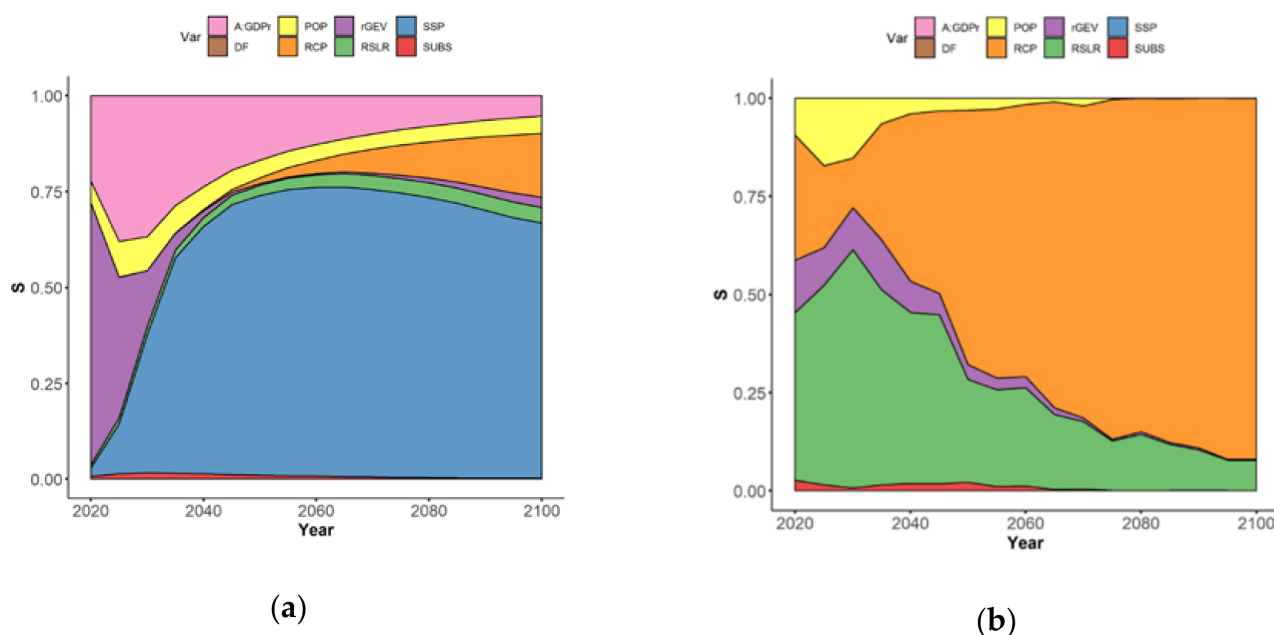 Var
A:GDPr POP rGEV SSP
DF RCP RSLR SUBS
1.00
0.75
0.50
0.25
0.00
S
2020 2040 2060 2080 2100
Year
(a)
Var
A:GDPr POP rGEV SSP
DF RCP RSLR SUBS
1.00
0.75
0.50
0.25
0.00
S
2020 2040 2060 2080 2100
Year
(b)